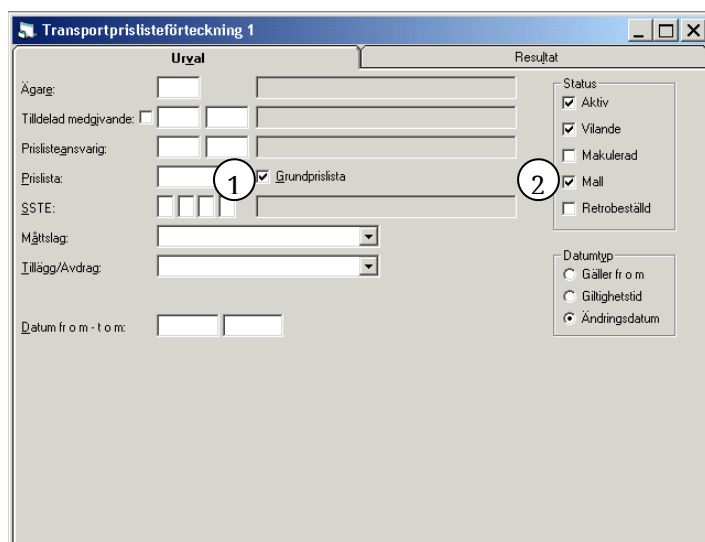 Transportprislisteförteckning 1
Urval
Resultat
Ägare:
Tilldelad medgivande:
Prislisteansvarig:
Prislista:
1
Grundprislista
SSTE:
Måttslag:
Tillägg/Avdrag:
Datum fr o m - t o m:
Status
Aktiv
Vilande
Makulerad
2
Mall
Retrobeställd
Datumtyp
Gäller fr o m
Giltighetstid
Ändringsdatum